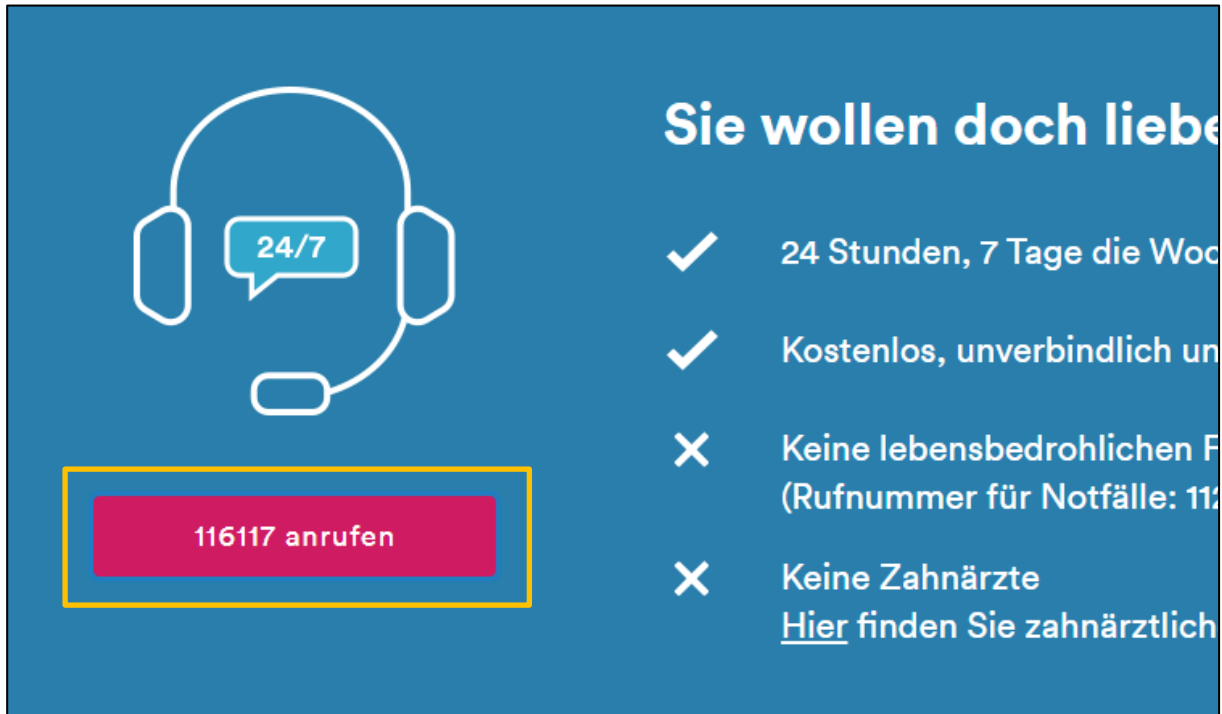 Sie wollen doch liebe
24/7
24 Stunden, 7 Tage die Woc
Kostenlos, unverbindlich un
Keine lebensbedrohlichen F
(Rufnummer für Notfälle: 112
116117 anrufen
Keine Zahnärzte
Hier finden Sie zahnärztlich